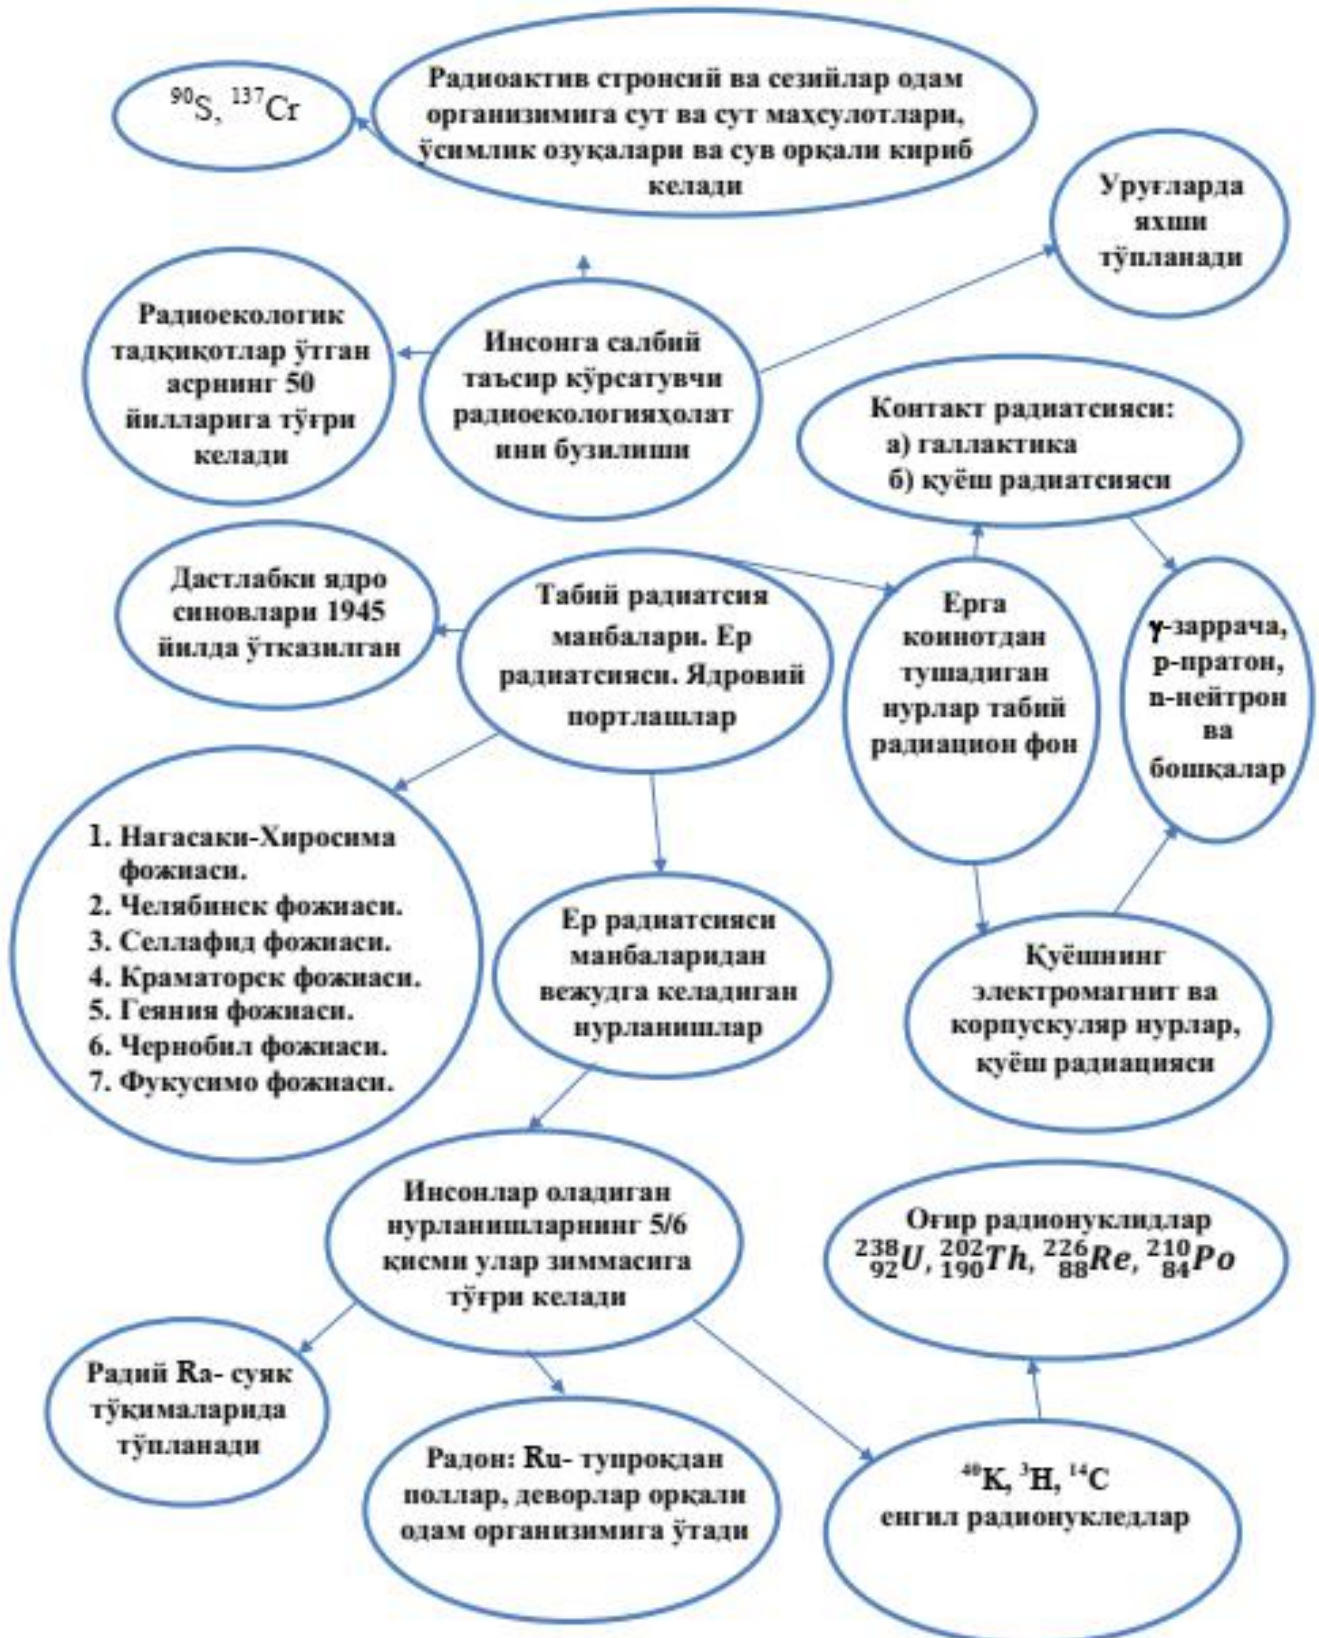 ⁹⁰S, ¹³⁷Cr
Радиоактив стронсий ва сезийлар одам
организимига сут ва сут маҳсулотлари,
ўсимлик озуқалари ва сув орқали кириб
келади
Уруғларда
яхши
тўпланади
Радиоекологик
тадқиқотлар ўтган
асрнинг 50
йилларига тўғри
келади
Инсонга салбий
таъсир кўрсатувчи
радиоекологияҳолат
ини бузилиши
Контакт радиатсияси:
а) галлактика
б) қуёш радиатсияси
Дастлабки ядро
синовлари 1945
йилда ўтказилган
Табий радиатсия
манбалари. Ер
радиатсияси. Ядровий
портлашлар
Ерга
коинотдан
тушадиган
нурлар табий
радиацион фон
γ-заррача,
p-пратон,
n-нейтрон
ва
бошқалар
1. Нагасаки-Хиросима
фожиаси.
2. Челябинск фожиаси.
3. Селлафид фожиаси.
4. Краматорск фожиаси.
5. Геяния фожиаси.
6. Чернобил фожиаси.
7. Фукусимо фожиаси.
Ер радиатсияси
манбаларидан
вежудга келадиган
нурланишлар
Қуёшнинг
электромагнит ва
корпускуляр нурлар,
қуёш радиацияси
Инсонлар оладиган
нурланишларнинг 5/6
қисми улар зиммасига
тўғри келади
Оғир радионуклидлар
²³⁸₉₂U, ²⁰²₁₉₀Th, ²²⁶₈₈Re, ²¹⁰₈₄Po
Радий Ra- суяк
тўқималарида
тўпланади
Радон: Ru- тупроқдан
поллар, деворлар орқали
одам организимига ўтади
⁴⁰K, ³H, ¹⁴C
енгил радионукледлар